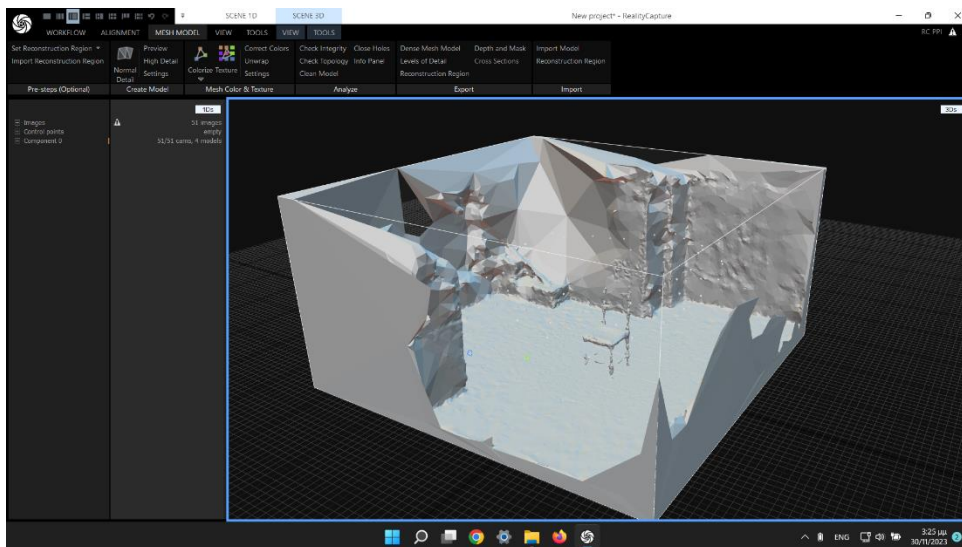 SCENE 1D SCENE 3D New project* - RealityCapture
WORKFLOW ALIGNMENT MESH MODEL VIEW TOOLS VIEW TOOLS RC PPI
Set Reconstruction Region Preview Correct Colors Check Integrity Close Holes Dense Mesh Model Depth and Mask Import Model
Import Reconstruction Region High Detail Unwrap Check Topology Info Panel Levels of Detail Cross Sections Reconstruction Region
Normal Detail Settings Colorize Texture Settings Clean Model Reconstruction Region
Pre-steps (Optional) Create Model Mesh Color & Texture Analyze Export Import
1Ds 3Ds
Images 51 images
Control points empty
Component 0 51/51 cams, 4 models
ENG 3:25 μμ
30/11/2023 2